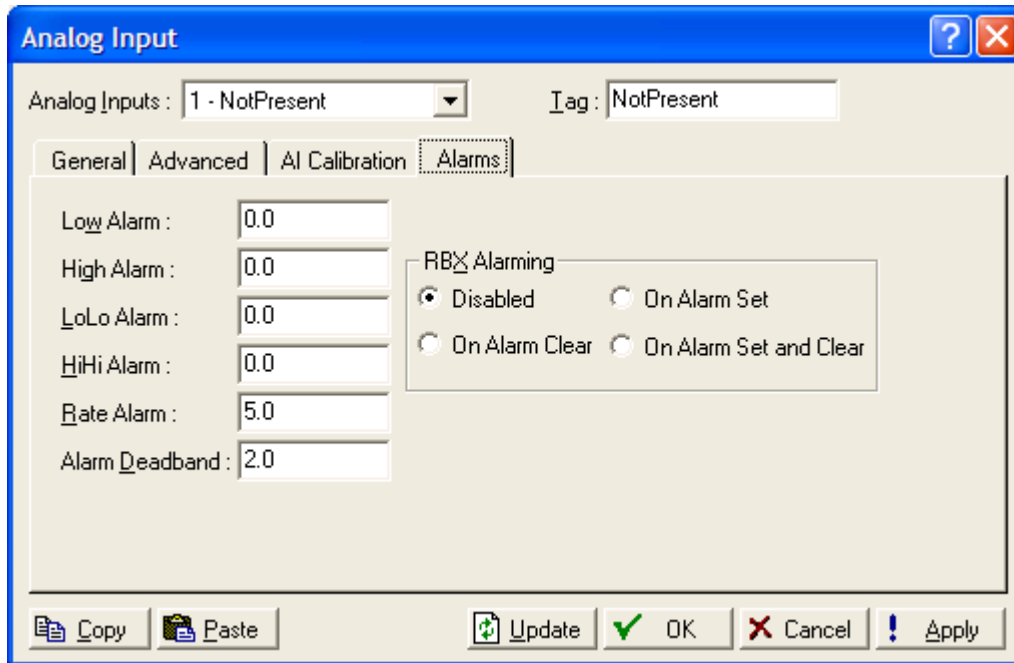 Analog Input
Analog Inputs : 1 - NotPresent Tag : NotPresent
General Advanced AI Calibration Alarms
Low Alarm : 0.0
High Alarm : 0.0
LoLo Alarm : 0.0
HiHi Alarm : 0.0
Rate Alarm : 5.0
Alarm Deadband : 2.0
RBX Alarming
Disabled On Alarm Set
On Alarm Clear On Alarm Set and Clear
Copy Paste Update OK Cancel Apply